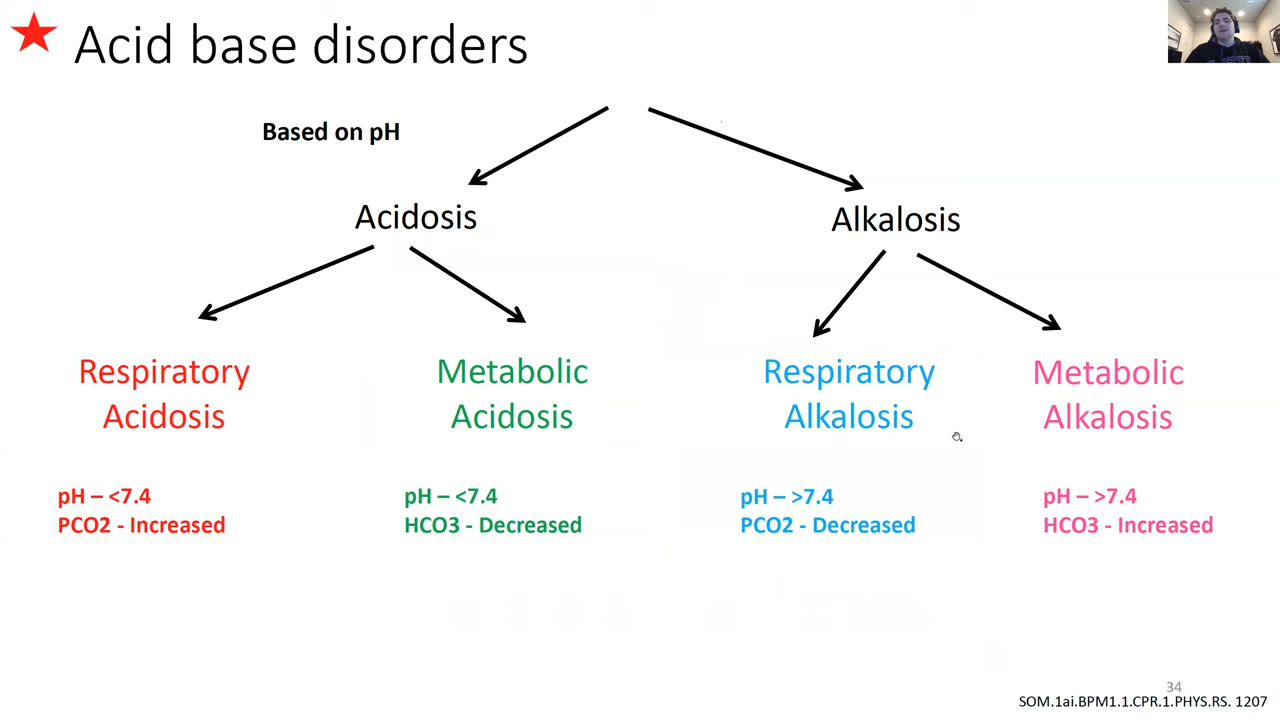 Acid base disorders
Based on pH
Acidosis
Alkalosis
Respiratory
Acidosis
Metabolic
Acidosis
Respiratory
Alkalosis
Metabolic
Alkalosis
pH – <7.4
PCO2 - Increased
pH – <7.4
HCO3 - Decreased
pH – >7.4
PCO2 - Decreased
pH – >7.4
HCO3 - Increased
34
SOM.1ai.BPM1.1.CPR.1.PHYS.RS. 1207